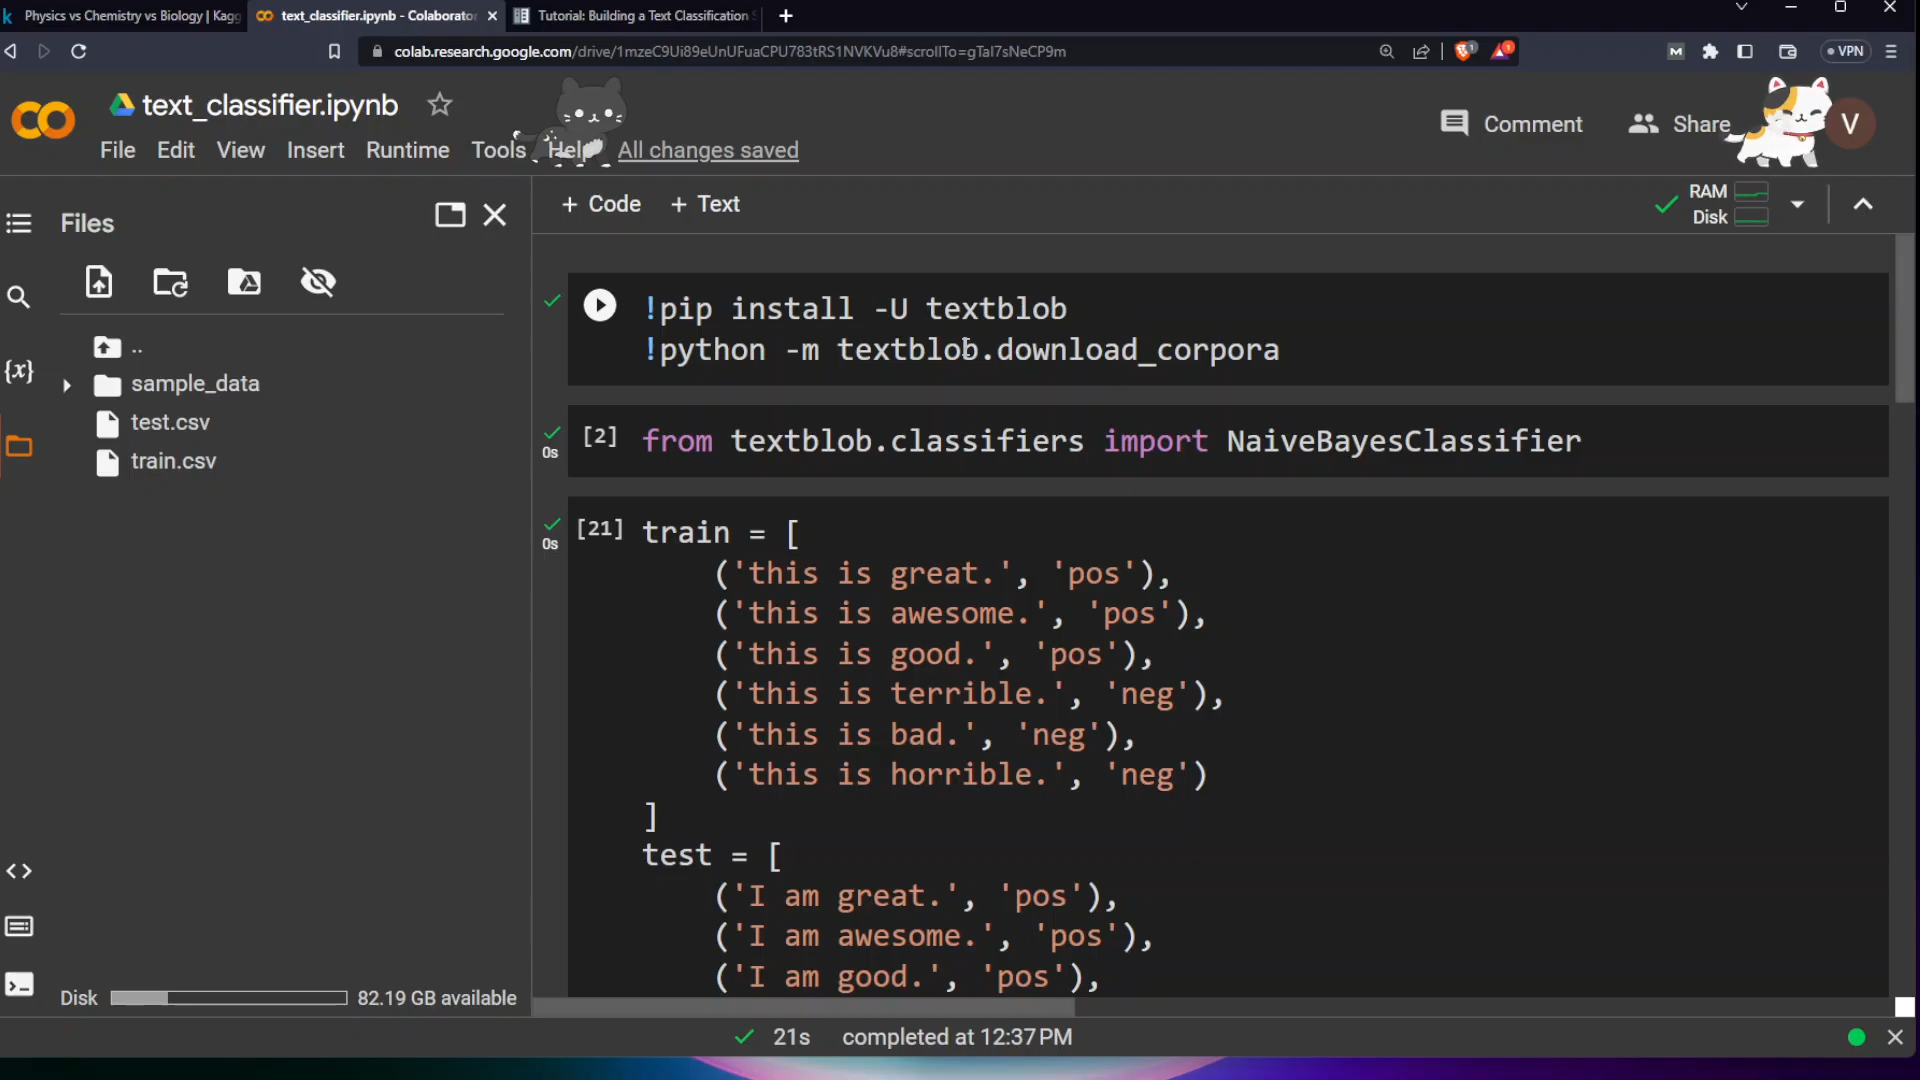 Physics vs Chemistry vs Biology | Kagg
text_classifier.ipynb - Colaborato
Tutorial: Building a Text Classification S
colab.research.google.com/drive/1mzeC9Ui89eUnUFuaCPU783tRS1NVKVu8#scrollTo=gTal7sNeCP9m
1
1
M
VPN
text_classifier.ipynb
File Edit View Insert Runtime Tools Help All changes saved
Comment
Share
V
Files
+ Code + Text
RAM
Disk
..
sample_data
test.csv
train.csv
{x}
!pip install -U textblob
!python -m textblob.download_corpora
0s
[2] from textblob.classifiers import NaiveBayesClassifier
0s
[21] train = [
('this is great.', 'pos'),
('this is awesome.', 'pos'),
('this is good.', 'pos'),
('this is terrible.', 'neg'),
('this is bad.', 'neg'),
('this is horrible.', 'neg')
]
test = [
('I am great.', 'pos'),
('I am awesome.', 'pos'),
('I am good.', 'pos'),
Disk 82.19 GB available
21s completed at 12:37 PM